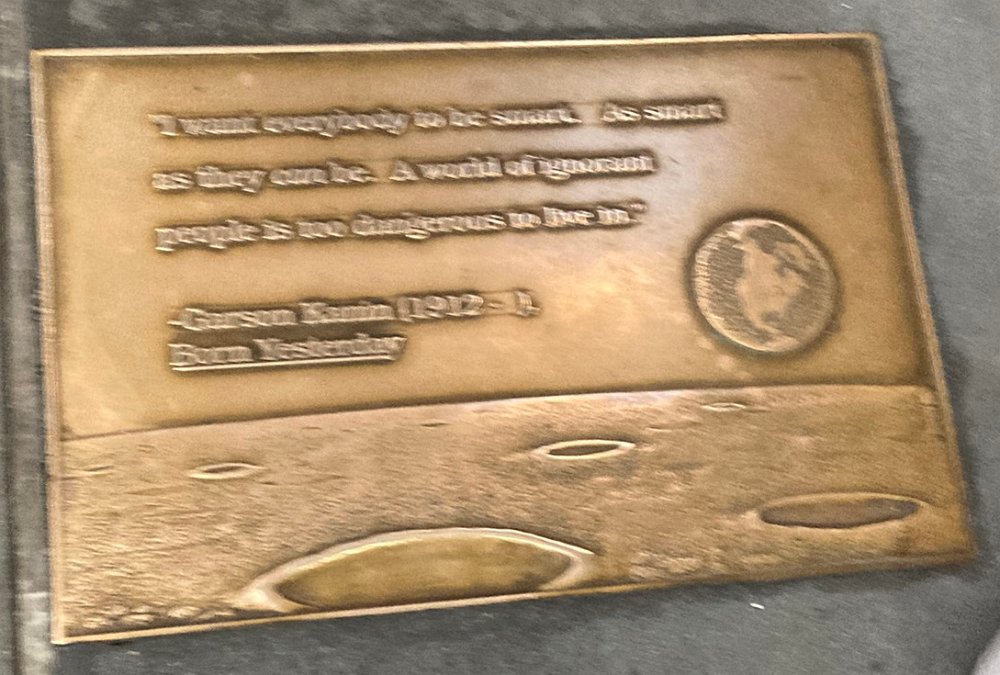 "I want everybody to be smart. As smart
as they can be. A world of ignorant
people is too dangerous to live in."
-Garson Kanin (1912 - ).
Born Yesterday